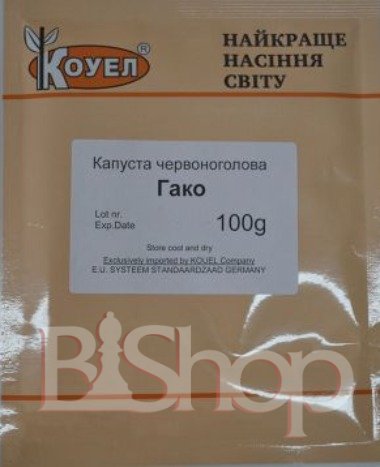 КОУЕЛ®
НАЙКРАЩЕ
НАСІННЯ
СВІТУ
Капуста червоноголова
Гако
Lot nr.
Exp.Date
100g
Store cool and dry
Exclusively imported by KOUEL Company
E.U. SYSTEEM STANDAARDZAAD GERMANY
BiShop